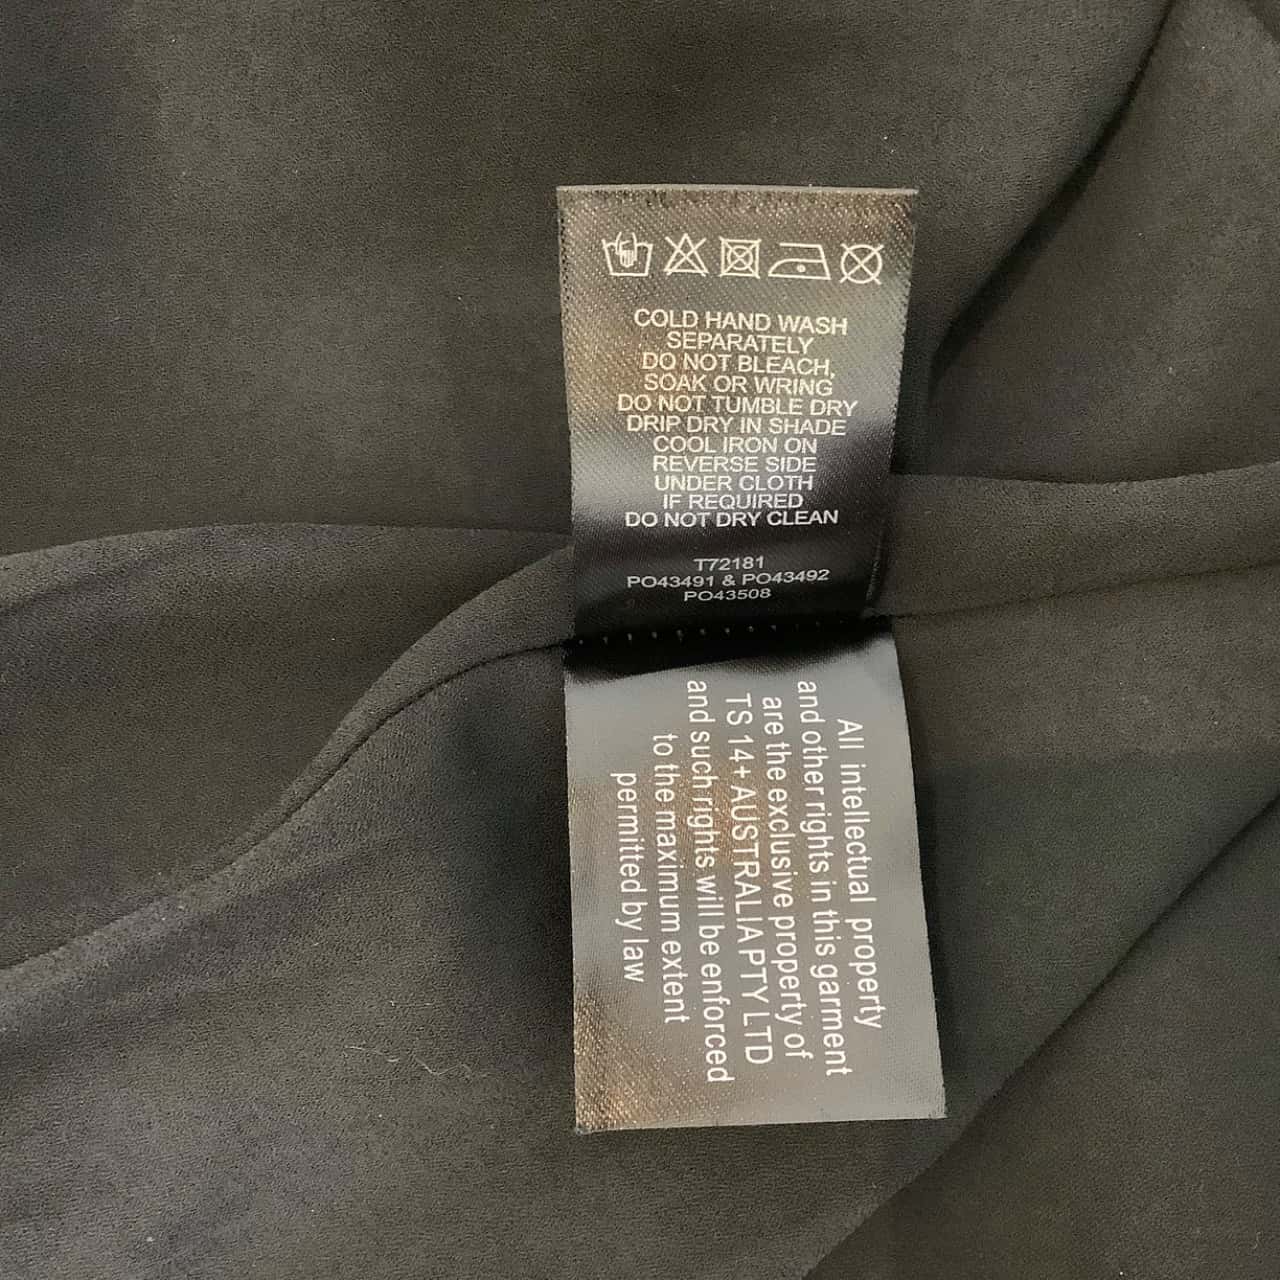 COLD HAND WASH
SEPARATELY
DO NOT BLEACH,
SOAK OR WRING
DO NOT TUMBLE DRY
DRIP DRY IN SHADE
COOL IRON ON
REVERSE SIDE
UNDER CLOTH
IF REQUIRED
DO NOT DRY CLEAN
T72181
PO43491 & PO43492
PO43508
All intellectual property
and other rights in this garment
are the exclusive property of
TS 14+ AUSTRALIA PTY LTD
and such rights will be enforced
to the maximum extent
permitted by law